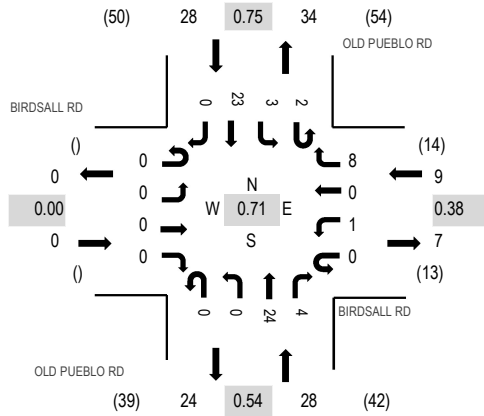 (50) 28 0.75 34 (54)
OLD PUEBLO RD
0 23 3 2
BIRDSALL RD
() 0 8 (14)
0 9
0 N 0
0.00 W 0.71 E 0.38
0 0 S 1 7
() 0 0 (13)
0 0 24 4
BIRDSALL RD
OLD PUEBLO RD
(39) 24 0.54 28 (42)